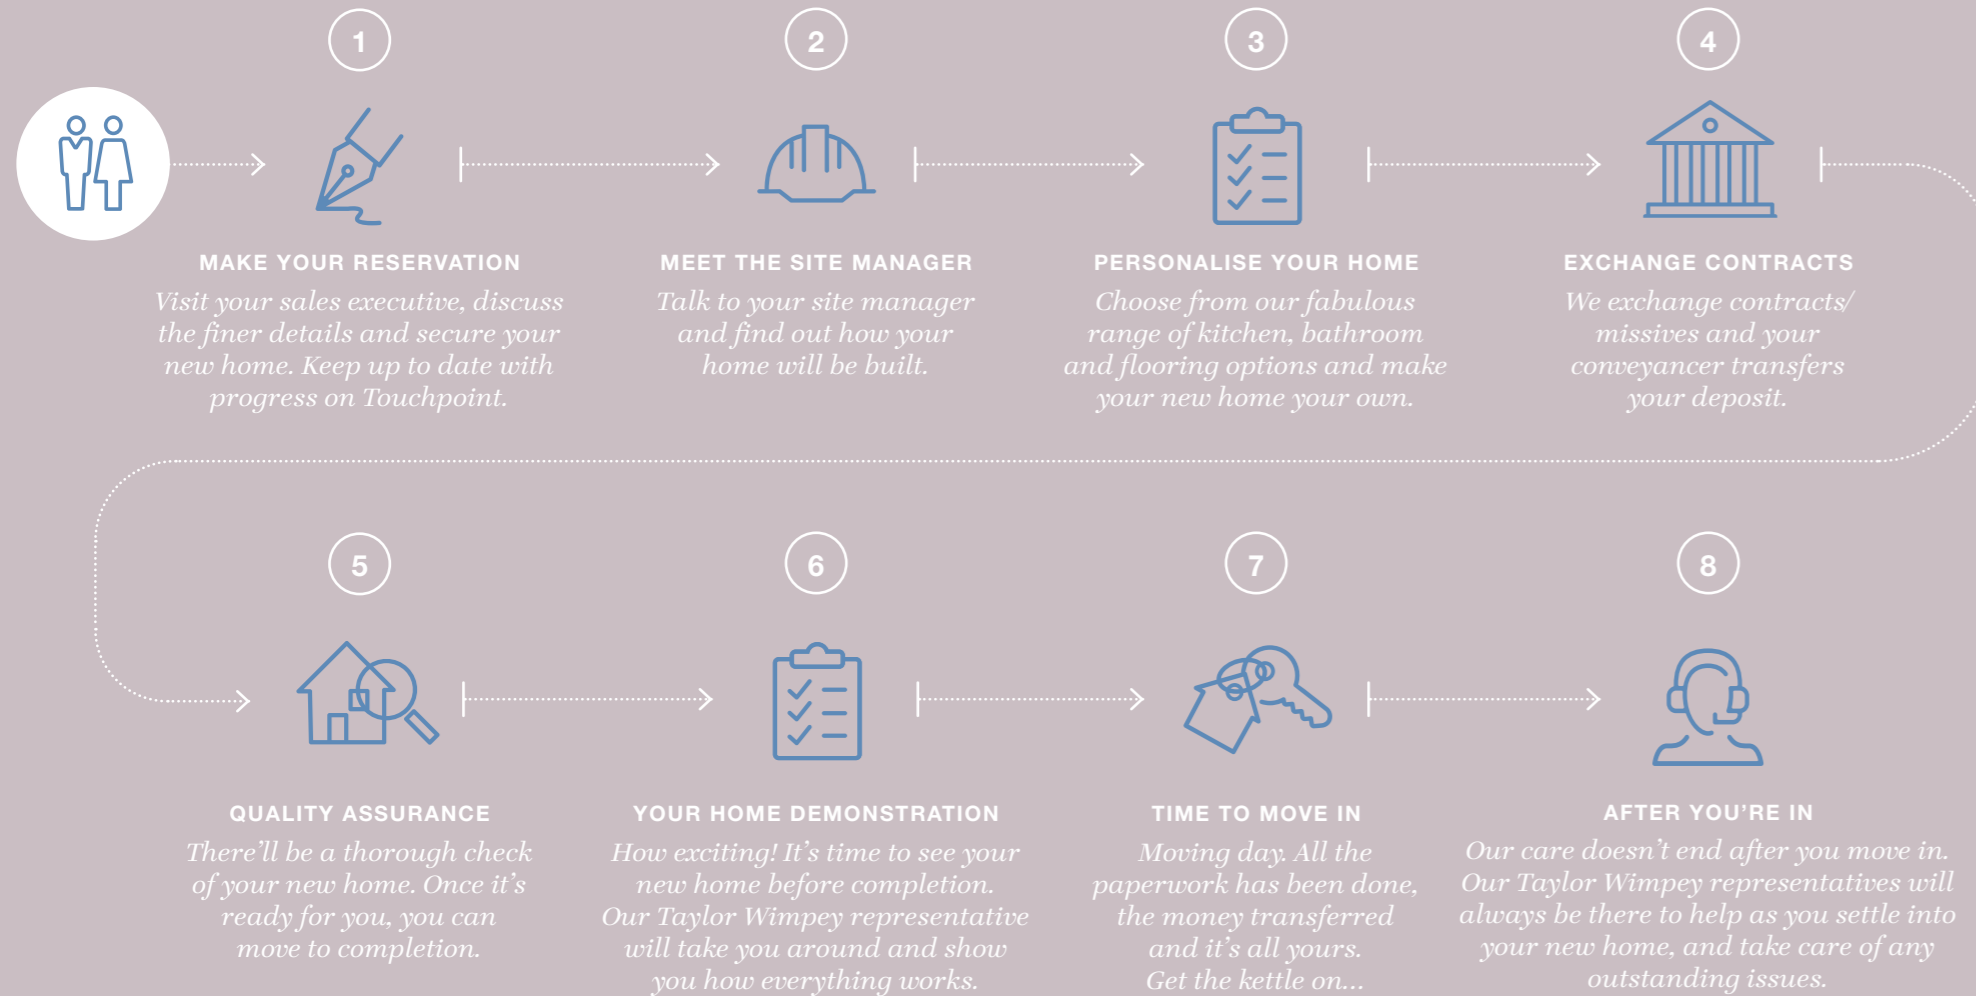 1
MAKE YOUR RESERVATION
Visit your sales executive, discuss
the finer details and secure your
new home. Keep up to date with
progress on Touchpoint.
2
MEET THE SITE MANAGER
Talk to your site manager
and find out how your
home will be built.
3
PERSONALISE YOUR HOME
Choose from our fabulous
range of kitchen, bathroom
and flooring options and make
your new home your own.
4
EXCHANGE CONTRACTS
We exchange contracts/
missives and your
conveyancer transfers
your deposit.
5
QUALITY ASSURANCE
There’ll be a thorough check
of your new home. Once it’s
ready for you, you can
move to completion.
6
YOUR HOME DEMONSTRATION
How exciting! It’s time to see your
new home before completion.
Our Taylor Wimpey representative
will take you around and show
you how everything works.
7
TIME TO MOVE IN
Moving day. All the
paperwork has been done,
the money transferred
and it’s all yours.
Get the kettle on...
8
AFTER YOU’RE IN
Our care doesn’t end after you move in.
Our Taylor Wimpey representatives will
always be there to help as you settle into
your new home, and take care of any
outstanding issues.